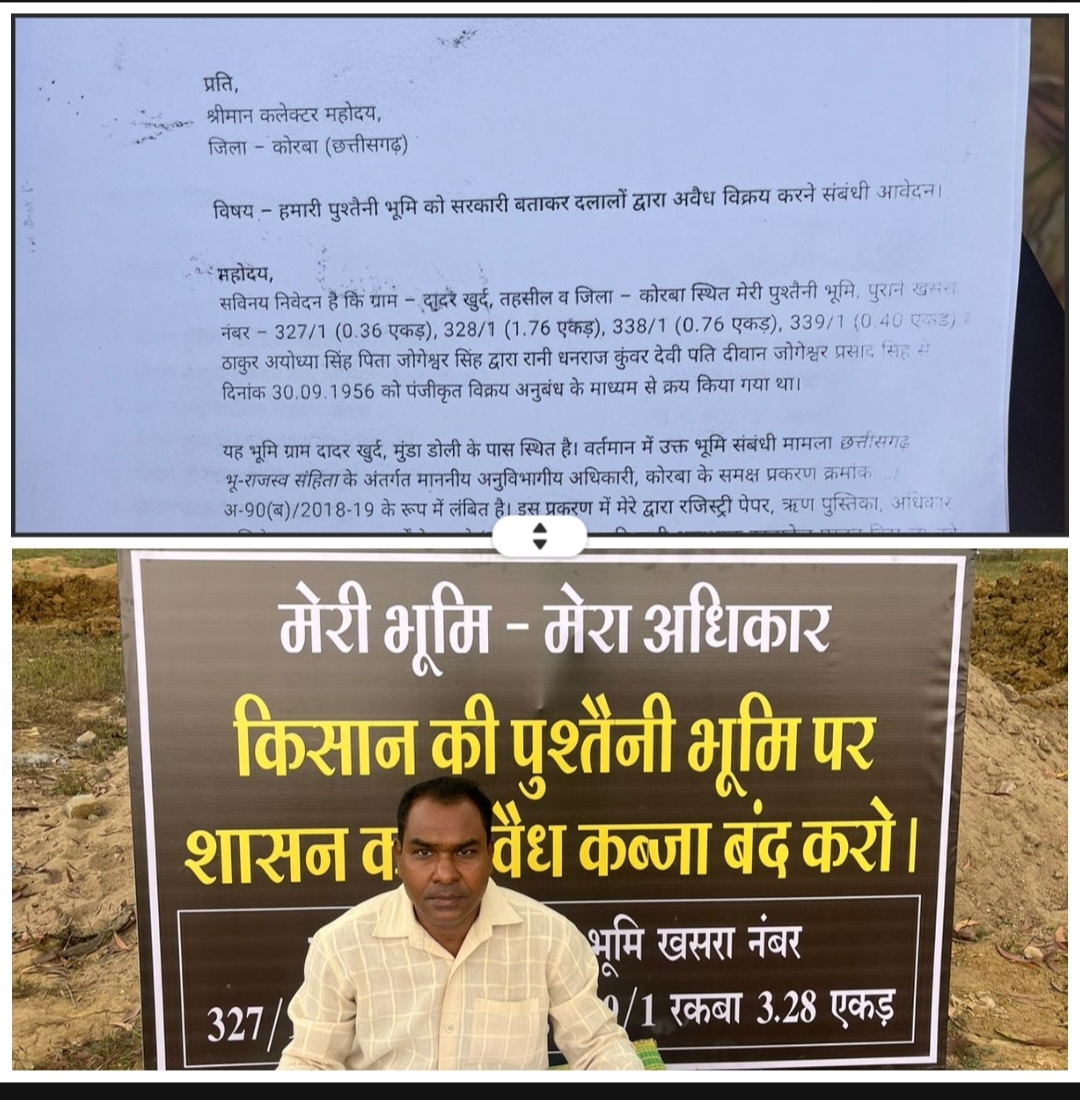 प्रति,
श्रीमान कलेक्टर महोदय,
जिला – कोरबा (छत्तीसगढ़)
विषय – हमारी पुश्तैनी भूमि को सरकारी बताकर दलालों द्वारा अवैध विक्रय करने संबंधी आवेदन।
महोदय,
सविनय निवेदन है कि ग्राम – दादर खुर्द, तहसील व जिला – कोरबा स्थित मेरी पुश्तैनी भूमि, पुराने खसरा
नंबर – 327/1 (0.36 एकड़), 328/1 (1.76 एकड़), 338/1 (0.76 एकड़), 339/1 (0.40 एकड़)
ठाकुर अयोध्या सिंह पिता जोगेश्वर सिंह द्वारा रानी धनराज कुंवर देवी पति दीवान जोगेश्वर प्रसाद सिंह से
दिनांक 30.09.1956 को पंजीकृत विक्रय अनुबंध के माध्यम से क्रय किया गया था।
यह भूमि ग्राम दादर खुर्द, मुंडा डोली के पास स्थित है। वर्तमान में उक्त भूमि संबंधी मामला छत्तीसगढ़
भू-राजस्व संहिता के अंतर्गत माननीय अनुविभागीय अधिकारी, कोरबा के समक्ष प्रकरण क्रमांक
अ-90(ब)/2018-19 के रूप में लंबित है। इस प्रकरण में मेरे द्वारा रजिस्ट्री पेपर, ऋण पुस्तिका, अधिकार
मेरी भूमि - मेरा अधिकार
किसान की पुश्तैनी भूमि पर
शासन वैध कब्जा बंद करो।
भूमि खसरा नंबर
327/ /1 रकबा 3.28 एकड़